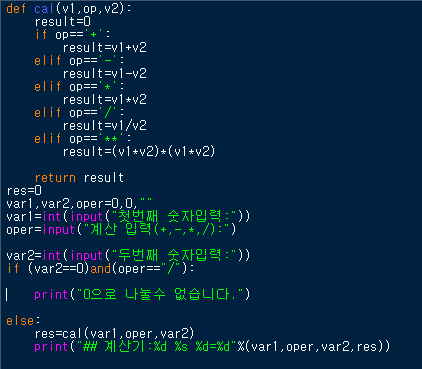 def cal(v1,op,v2):
    result=0
    if op=='+':
        result=v1+v2
    elif op=='-':
        result=v1-v2
    elif op=='*':
        result=v1*v2
    elif op=='/':
        result=v1/v2
    elif op=='**':
        result=(v1*v2)*(v1*v2)
    return result
res=0
var1,var2,oper=0,0,""
var1=int(input("첫번째 숫자입력:"))
oper=input("계산 입력(+,-,*,/):")
var2=int(input("두번째 숫자입력:"))
if (var2==0)and(oper=="/"):
    print("0으로 나눌수 없습니다.")
else:
    res=cal(var1,oper,var2)
    print("## 계산기:%d %s %d=%d"%(var1,oper,var2,res))